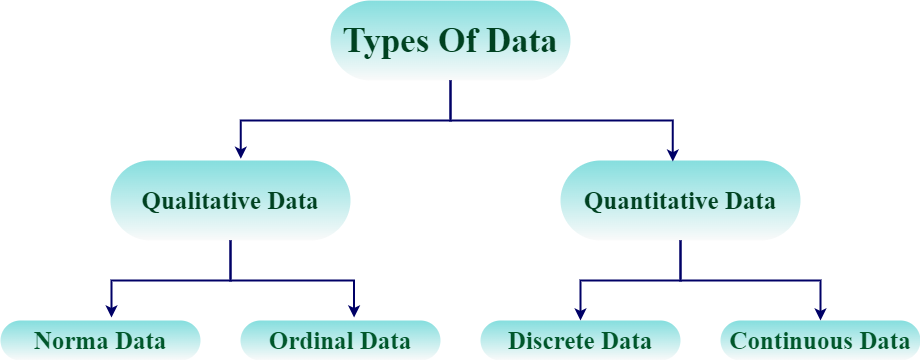 Types Of Data
Qualitative Data
Quantitative Data
Norma Data
Ordinal Data
Discrete Data
Continuous Data